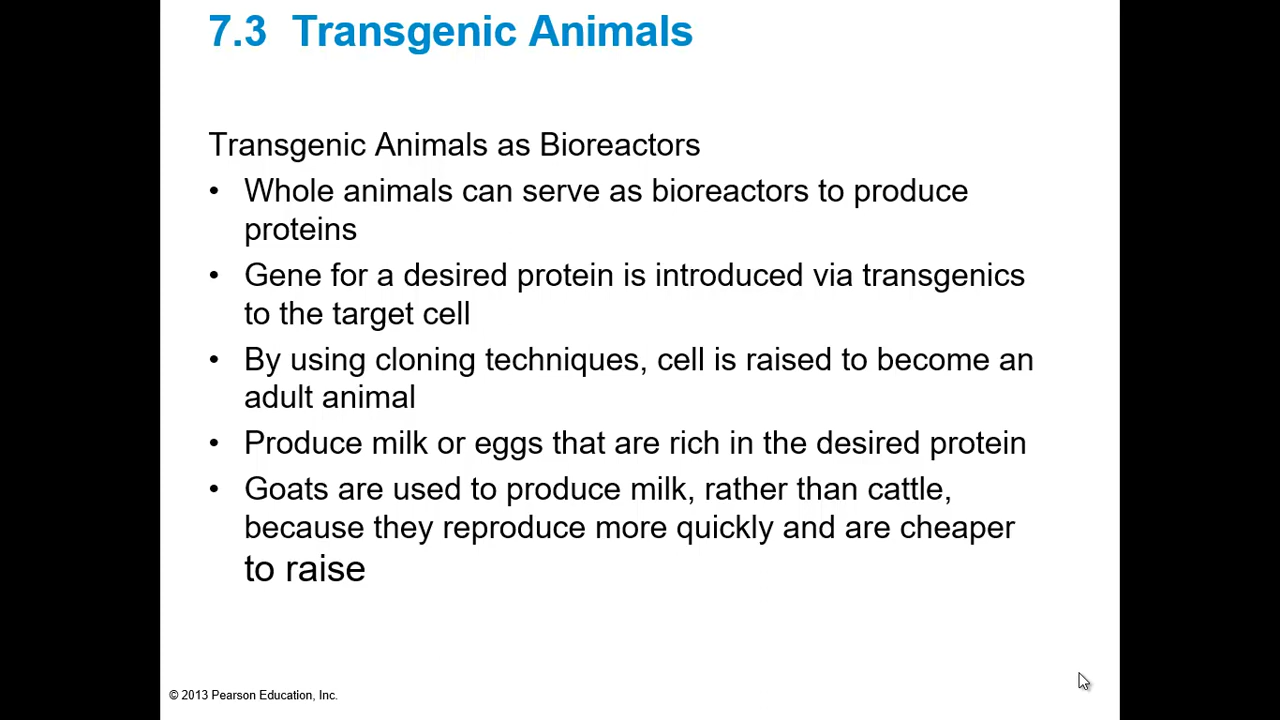 7.3 Transgenic Animals
Transgenic Animals as Bioreactors
• Whole animals can serve as bioreactors to produce
proteins
• Gene for a desired protein is introduced via transgenics
to the target cell
• By using cloning techniques, cell is raised to become an
adult animal
• Produce milk or eggs that are rich in the desired protein
• Goats are used to produce milk, rather than cattle,
because they reproduce more quickly and are cheaper
to raise
© 2013 Pearson Education, Inc.